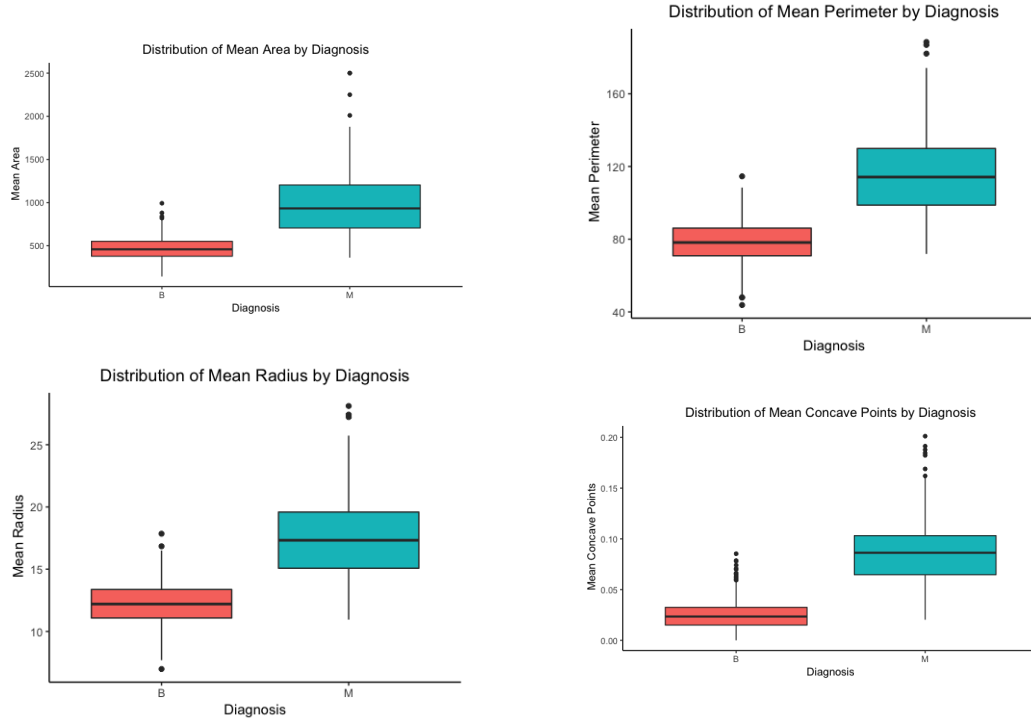 Distribution of Mean Area by Diagnosis
2500
2000
1500
1000
500
Mean Area
B M
Diagnosis
Distribution of Mean Perimeter by Diagnosis
160
120
80
40
Mean Perimeter
B M
Diagnosis
Distribution of Mean Radius by Diagnosis
25
20
15
10
Mean Radius
B M
Diagnosis
Distribution of Mean Concave Points by Diagnosis
0.20
0.15
0.10
0.05
0.00
Mean Concave Points
B M
Diagnosis